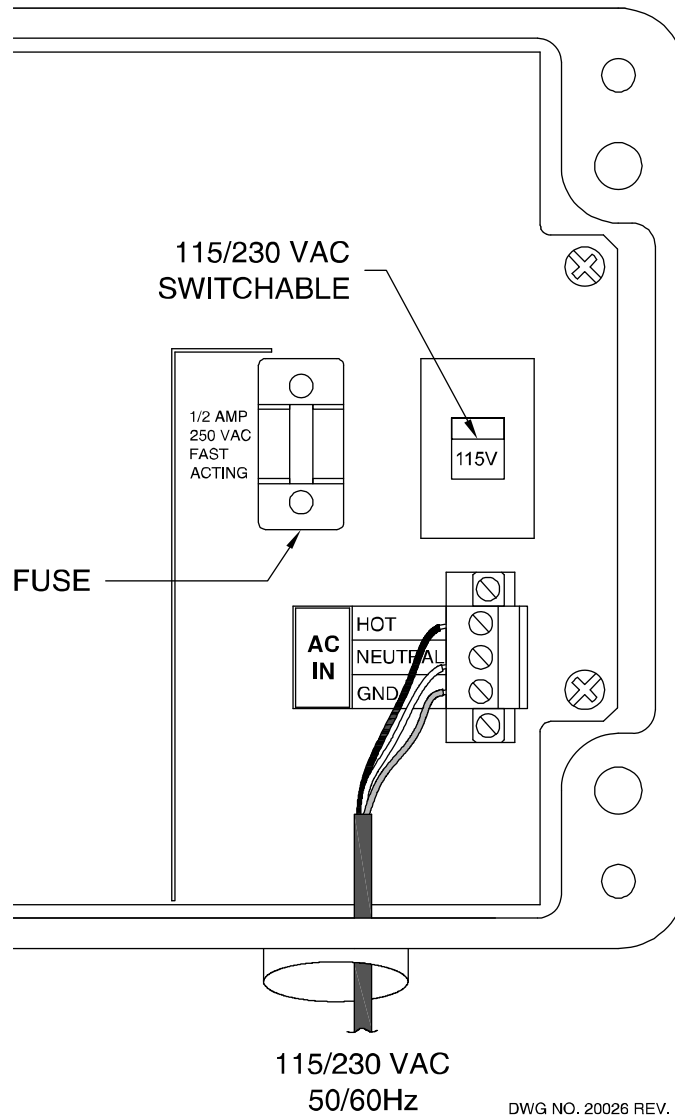 115/230 VAC
SWITCHABLE
1/2 AMP
250 VAC
FAST
ACTING
115V
FUSE
AC
IN
HOT
NEUTRAL
GND
115/230 VAC
50/60Hz
DWG NO. 20026 REV.